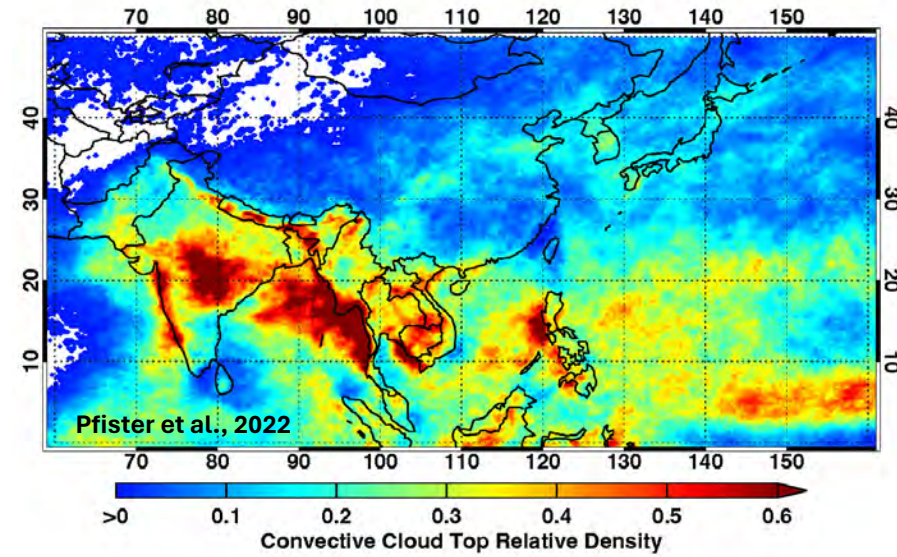 70 80 90 100 110 120 130 140 150
40 40
30 30
20 20
10 10
Pfister et al., 2022
70 80 90 100 110 120 130 140 150
>0 0.1 0.2 0.3 0.4 0.5 0.6
Convective Cloud Top Relative Density